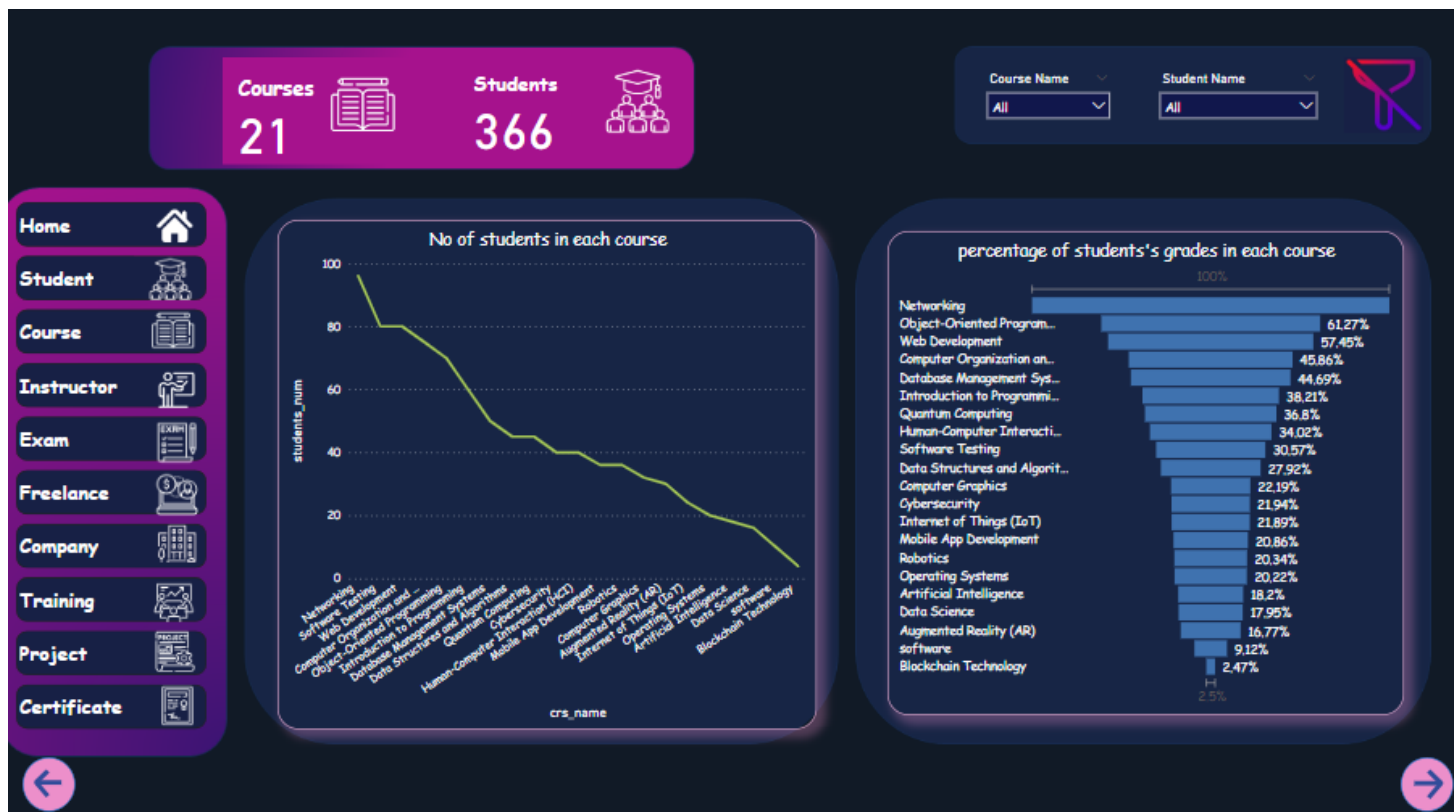 Courses
21
Students
366
Course Name
All
Student Name
All
Home
Student
Course
Instructor
Exam
EXAM
Freelance
Company
Training
Project
PROJECT
Certificate
No of students in each course
students_num
100
80
60
40
20
0
Networking
Software Testing
Web Development
Computer Organization and ...
Object-Oriented Programming
Introduction to Programming
Database Management Systems
Data Structures and Algorithms
Quantum Computing
Cybersecurity
Human-Computer Interaction (HCI)
Mobile App Development
Robotics
Computer Graphics
Augmented Reality (AR)
Internet of Things (IoT)
Operating Systems
Artificial Intelligence
Data Science
software
Blockchain Technology
crs_name
percentage of students's grades in each course
100%
Networking
Object-Oriented Program... 61,27%
Web Development 57,45%
Computer Organization an... 45,86%
Database Management Sys... 44,69%
Introduction to Programmi... 38,21%
Quantum Computing 36,8%
Human-Computer Interacti... 34,02%
Software Testing 30,57%
Data Structures and Algorit... 27,92%
Computer Graphics 22,19%
Cybersecurity 21,94%
Internet of Things (IoT) 21,89%
Mobile App Development 20,86%
Robotics 20,34%
Operating Systems 20,22%
Artificial Intelligence 18,2%
Data Science 17,95%
Augmented Reality (AR) 16,77%
software 9,12%
Blockchain Technology 2,47%
2,5%